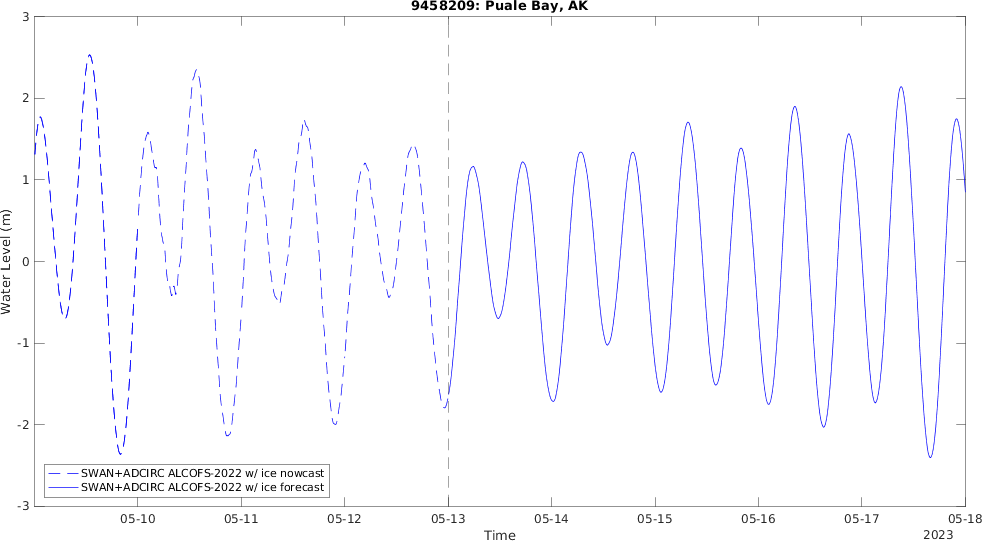 9458209: Puale Bay, AK
3
2
1
0
-1
-2
-3
Water Level (m)
SWAN+ADCIRC ALCOFS-2022 w/ ice nowcast
SWAN+ADCIRC ALCOFS-2022 w/ ice forecast
05-10 05-11 05-12 05-13 05-14 05-15 05-16 05-17 05-18
Time
2023